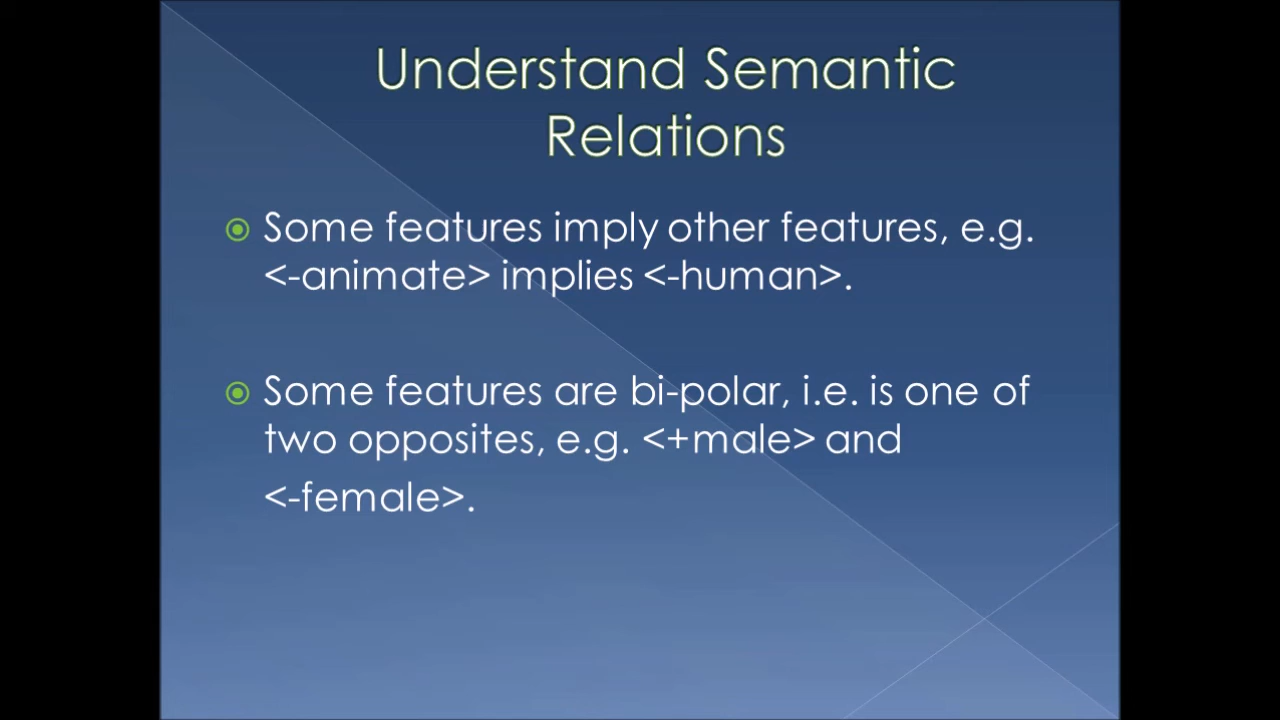 Understand Semantic
Relations
Some features imply other features, e.g.
<-animate> implies <-human>.
Some features are bi-polar, i.e. is one of
two opposites, e.g. <+male> and
<-female>.